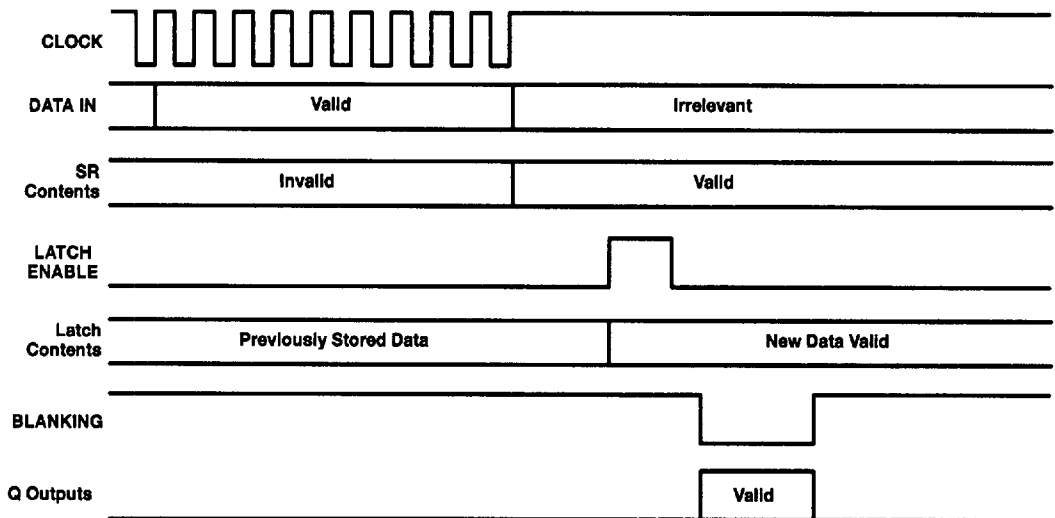 CLOCK
DATA IN
Valid
Irrelevant
SR
Contents
Invalid
Valid
LATCH
ENABLE
Latch
Contents
Previously Stored Data
New Data Valid
BLANKING
Q Outputs
Valid